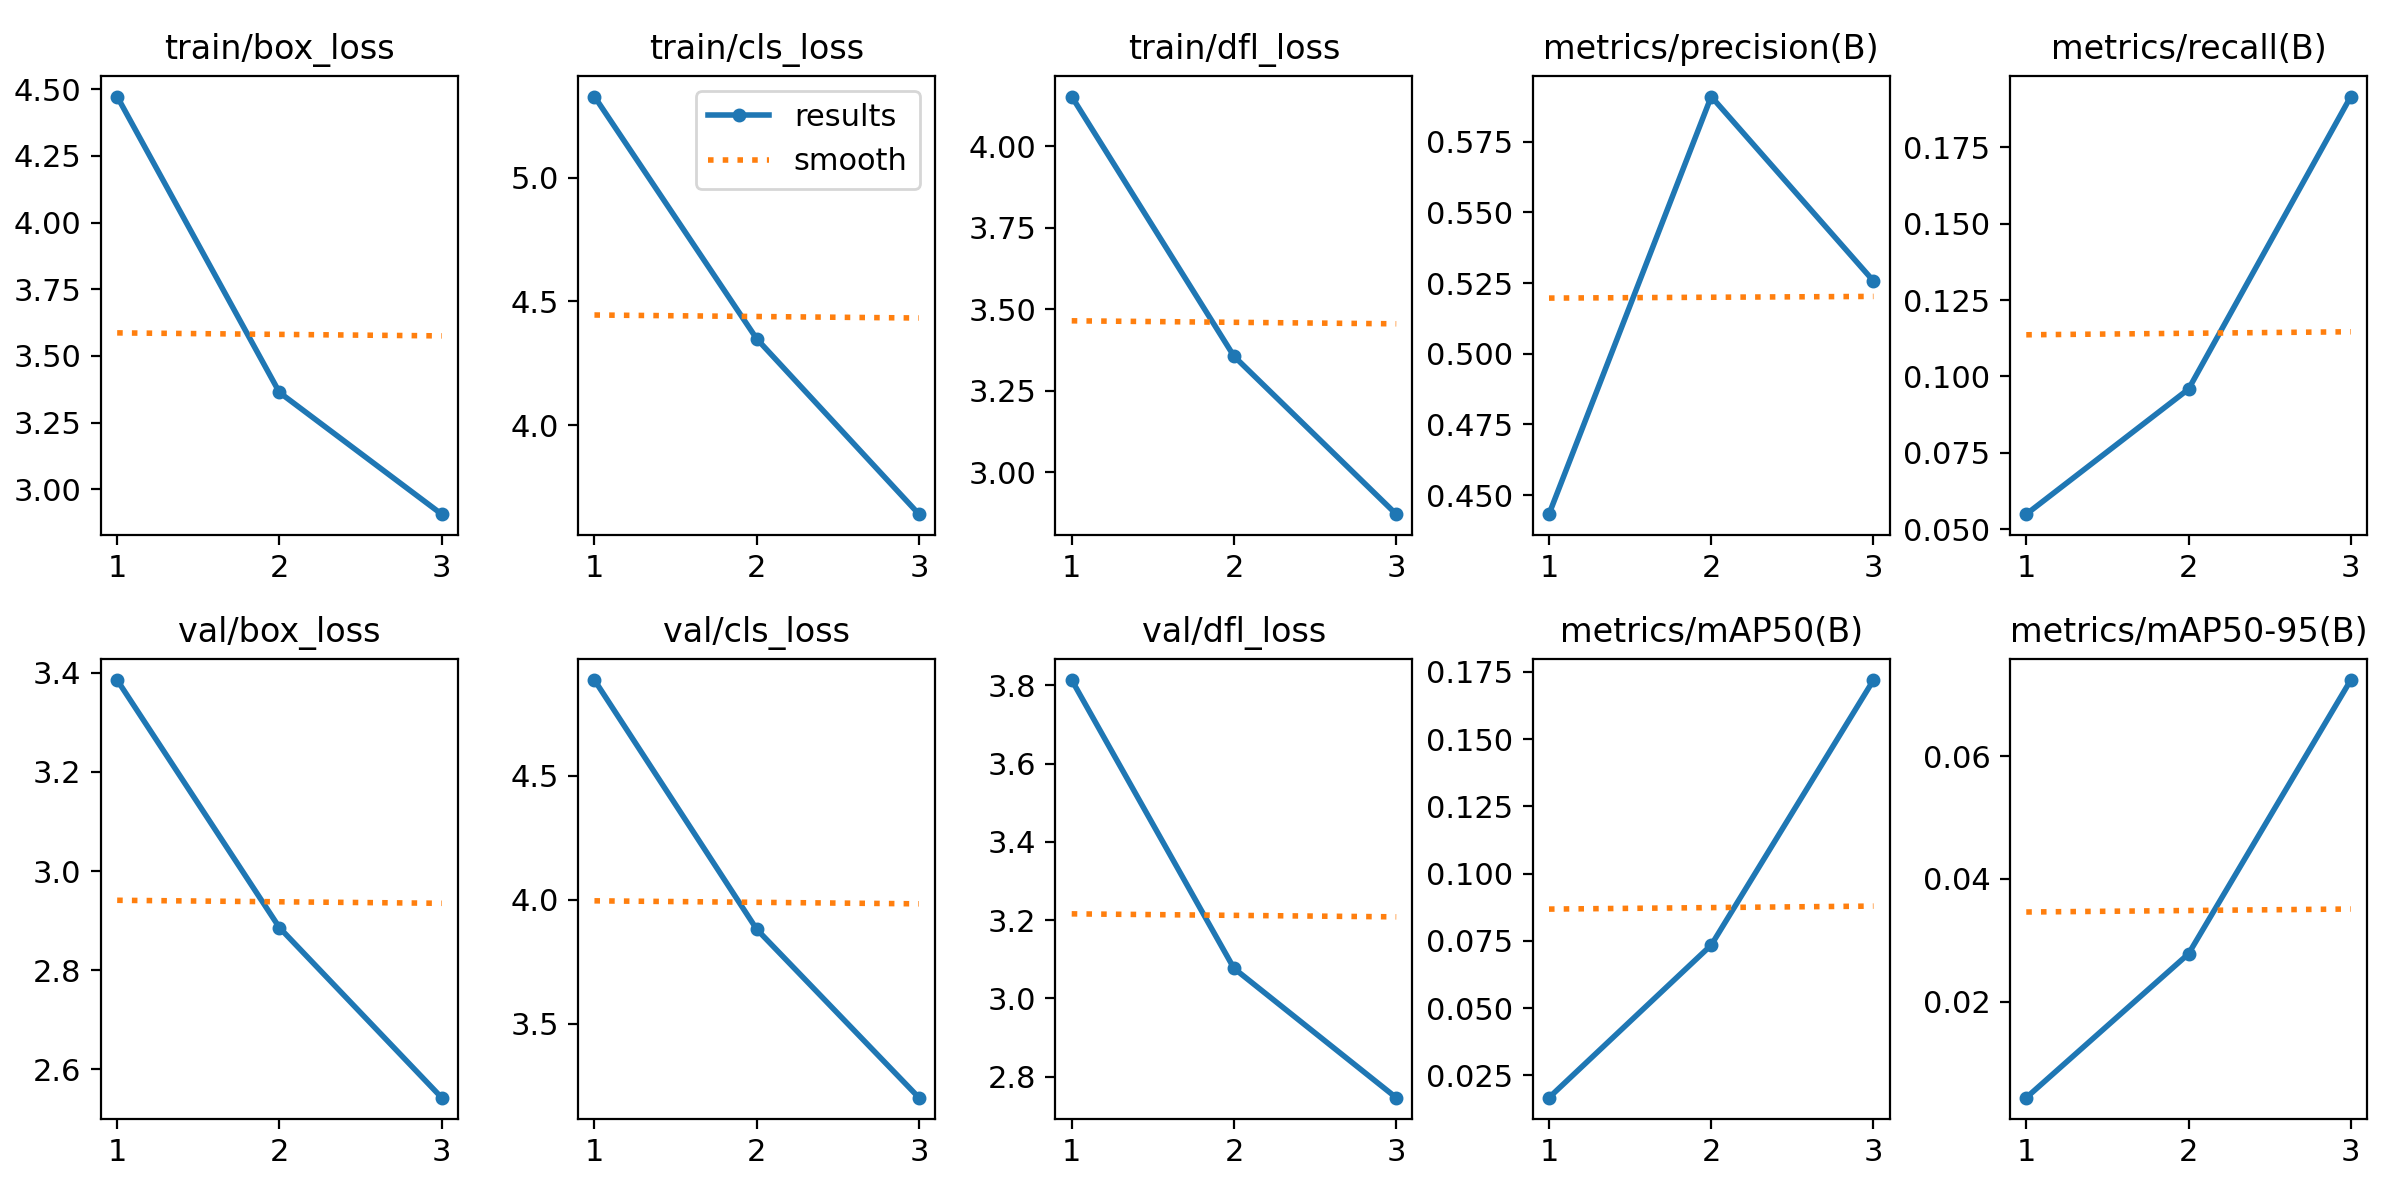 train/box_loss
4.50
4.25
4.00
3.75
3.50
3.25
3.00
1 2 3
train/cls_loss
results
smooth
5.0
4.5
4.0
1 2 3
train/dfl_loss
4.00
3.75
3.50
3.25
3.00
1 2 3
metrics/precision(B)
0.575
0.550
0.525
0.500
0.475
0.450
1 2 3
metrics/recall(B)
0.175
0.150
0.125
0.100
0.075
0.050
1 2 3
val/box_loss
3.4
3.2
3.0
2.8
2.6
1 2 3
val/cls_loss
4.5
4.0
3.5
1 2 3
val/dfl_loss
3.8
3.6
3.4
3.2
3.0
2.8
1 2 3
metrics/mAP50(B)
0.175
0.150
0.125
0.100
0.075
0.050
0.025
1 2 3
metrics/mAP50-95(B)
0.06
0.04
0.02
1 2 3